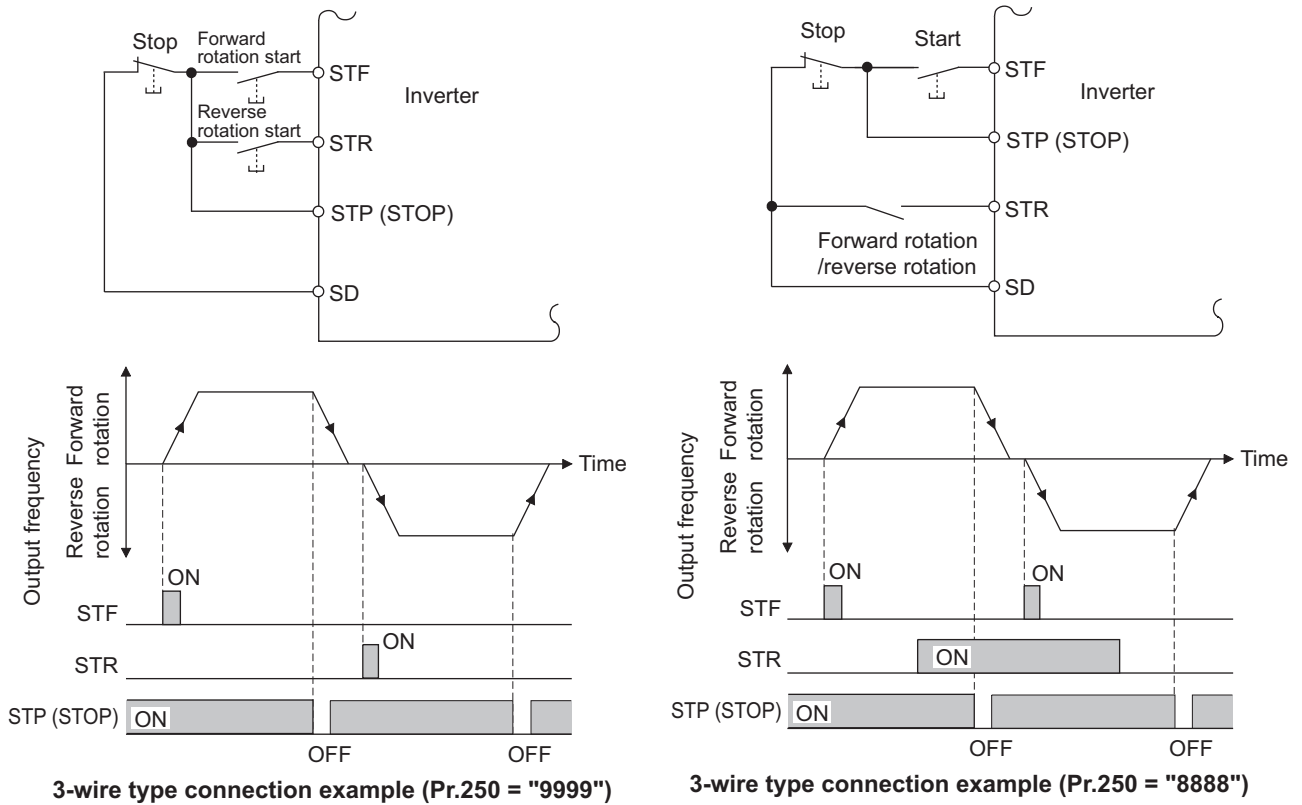 Stop
Forward
rotation start
STF
Inverter
Reverse
rotation start
STR
STP (STOP)
SD
Output frequency
Reverse Forward
rotation rotation
Time
ON
STF
ON
STR
STP (STOP) ON
OFF OFF
3-wire type connection example (Pr.250 = "9999")
Stop
Start
STF
Inverter
STP (STOP)
STR
Forward rotation
/reverse rotation
SD
Output frequency
Reverse Forward
rotation rotation
Time
ON ON
STF
STR ON
STP (STOP) ON
OFF OFF
3-wire type connection example (Pr.250 = "8888")